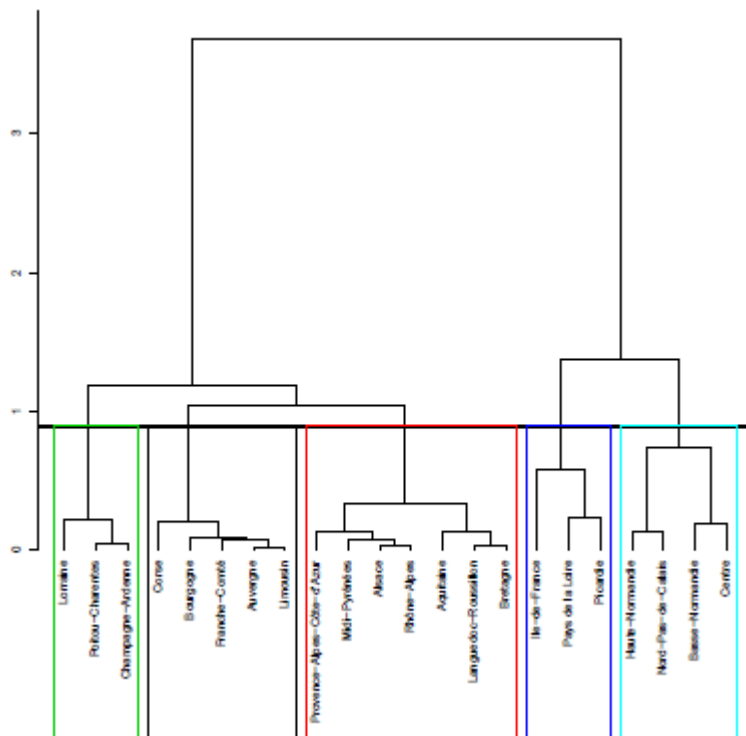 3
2
1
0
Lorraine
Poitou-Charentes
Champagne-Ardenne
Corse
Bourgogne
Franche-Comté
Auvergne
Limousin
Provence-Alpes-Côte-d'Azur
Midi-Pyrénées
Alsace
Rhône-Alpes
Aquitaine
Languedoc-Roussillon
Bretagne
Ile-de-France
Pays de la Loire
Picardie
Haute-Normandie
Nord-Pas-de-Calais
Basse-Normandie
Centre